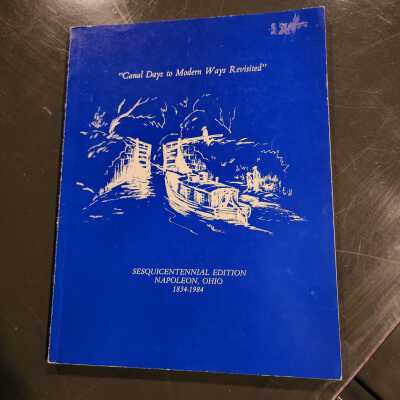 "Canal Days to Modern Ways Revisited"
SESQUICENTENNIAL EDITION
NAPOLEON, OHIO
1834-1984